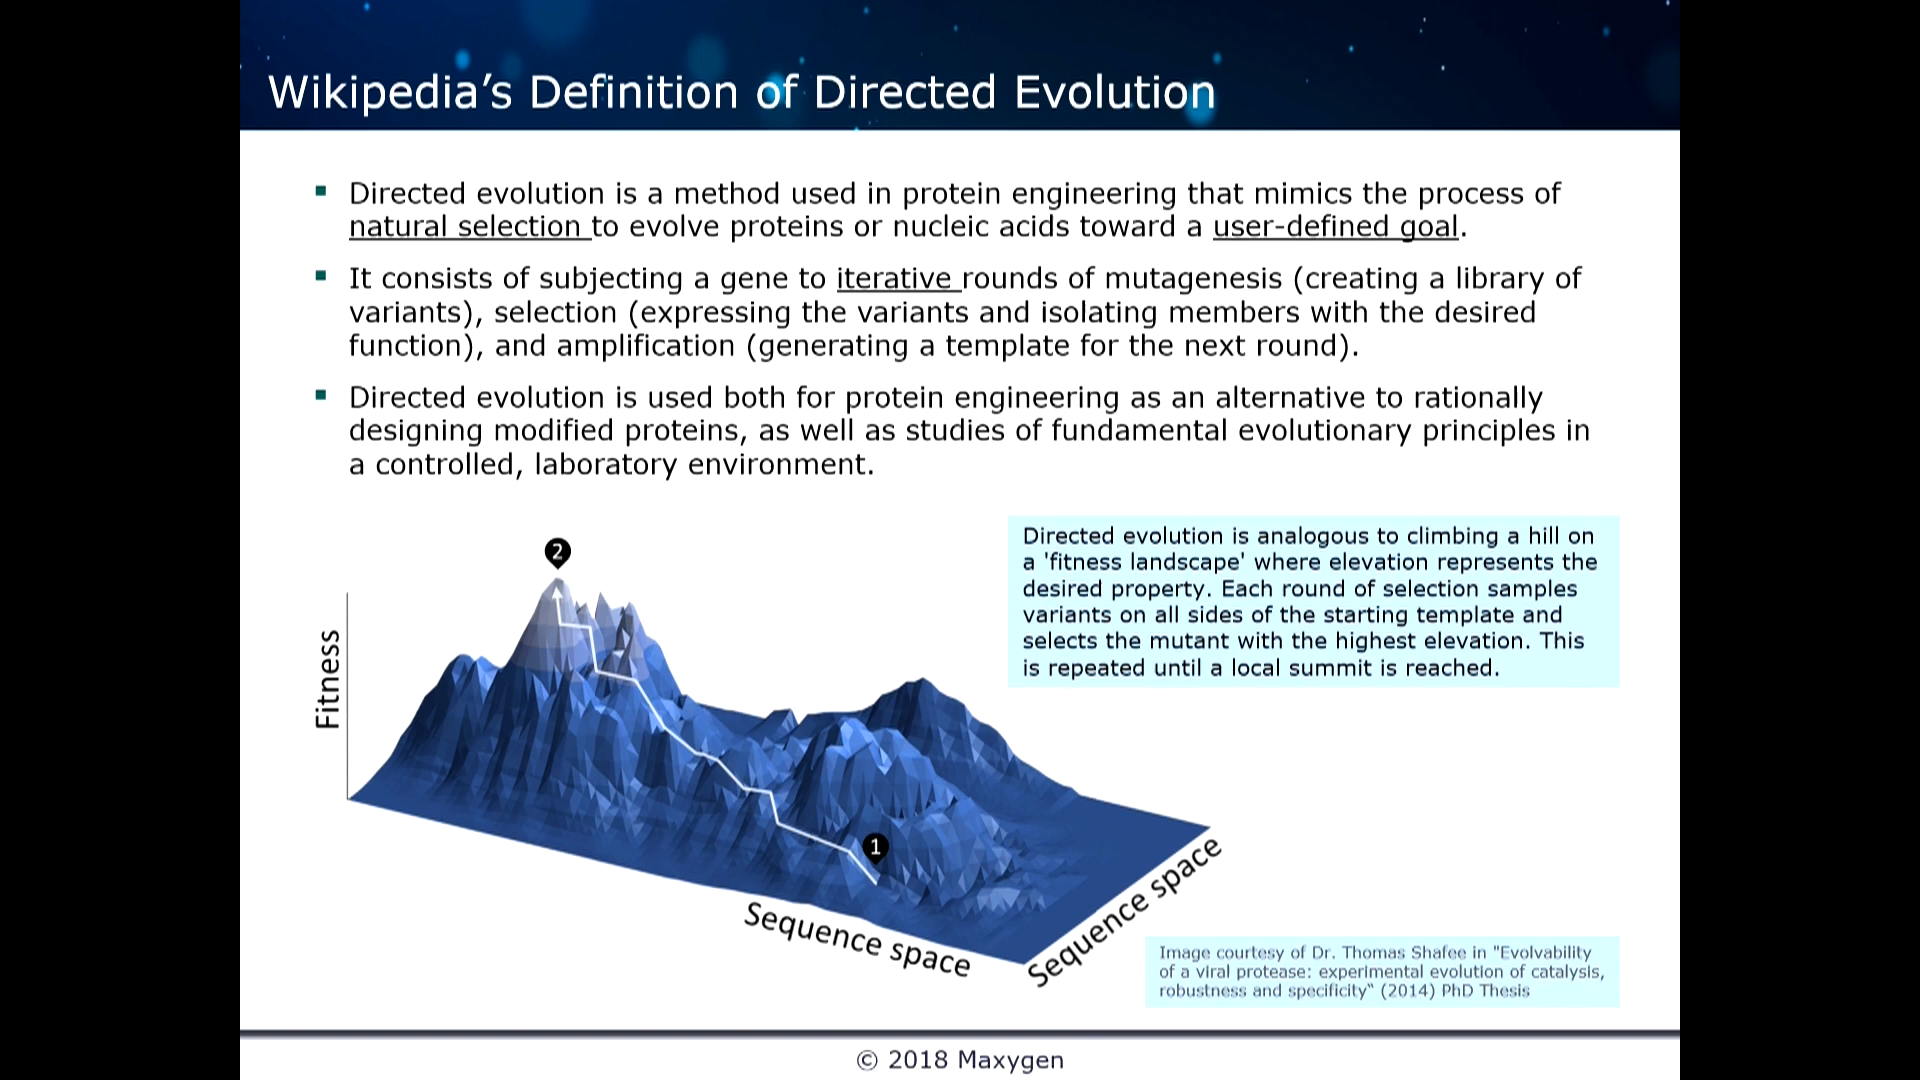 Wikipedia’s Definition of Directed Evolution
▪ Directed evolution is a method used in protein engineering that mimics the process of
natural selection to evolve proteins or nucleic acids toward a user-defined goal.
▪ It consists of subjecting a gene to iterative rounds of mutagenesis (creating a library of
variants), selection (expressing the variants and isolating members with the desired
function), and amplification (generating a template for the next round).
▪ Directed evolution is used both for protein engineering as an alternative to rationally
designing modified proteins, as well as studies of fundamental evolutionary principles in
a controlled, laboratory environment.
Directed evolution is analogous to climbing a hill on
a 'fitness landscape' where elevation represents the
desired property. Each round of selection samples
variants on all sides of the starting template and
selects the mutant with the highest elevation. This
is repeated until a local summit is reached.
2
Fitness
1
Sequence space
Sequence space
Image courtesy of Dr. Thomas Shafee in "Evolvability
of a viral protease: experimental evolution of catalysis,
robustness and specificity" (2014) PhD Thesis
© 2018 Maxygen